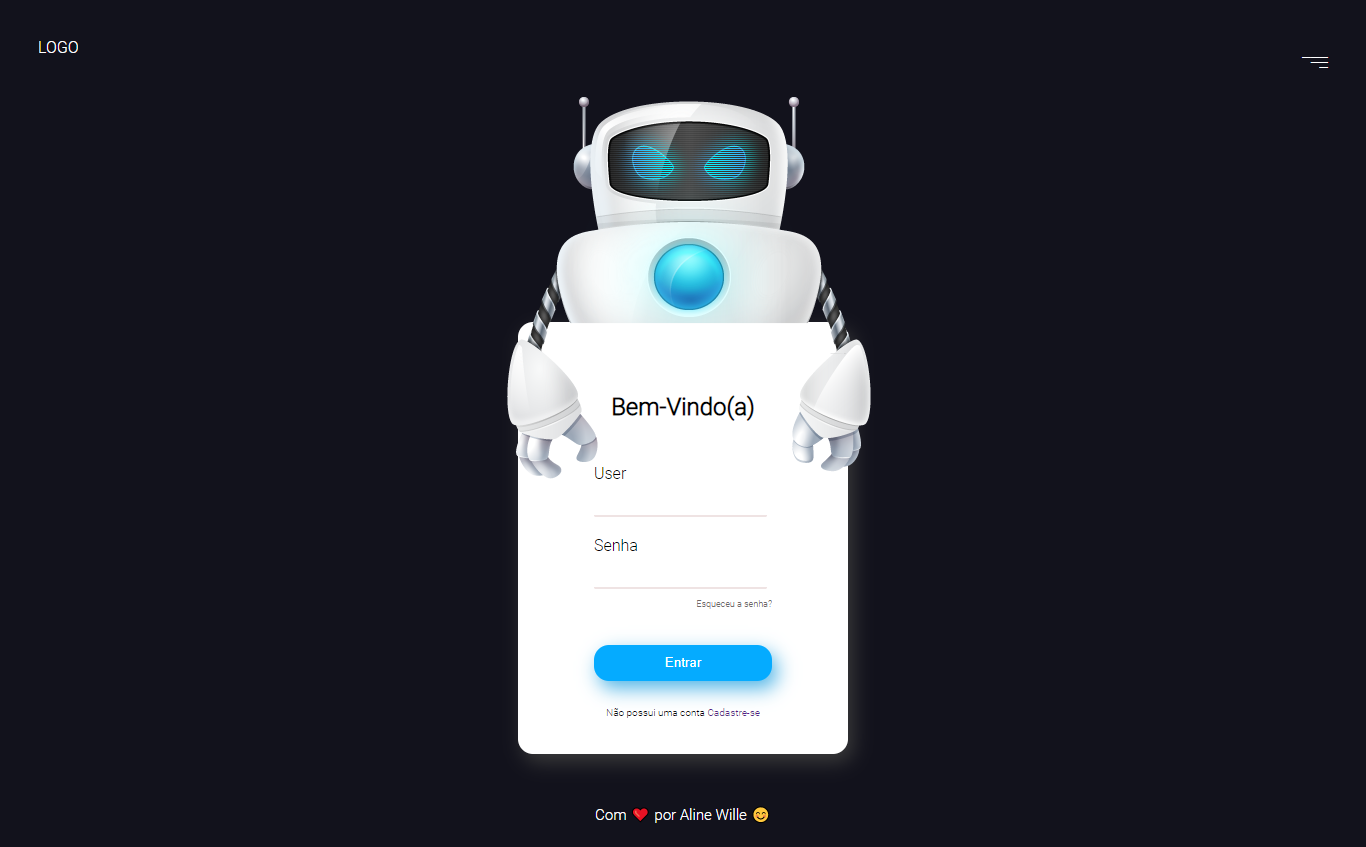 LOGO
Bem-Vindo(a)
User
Senha
Esqueceu a senha?
Entrar
Não possui uma conta Cadastre-se
Com ❤️ por Aline Wille 😊